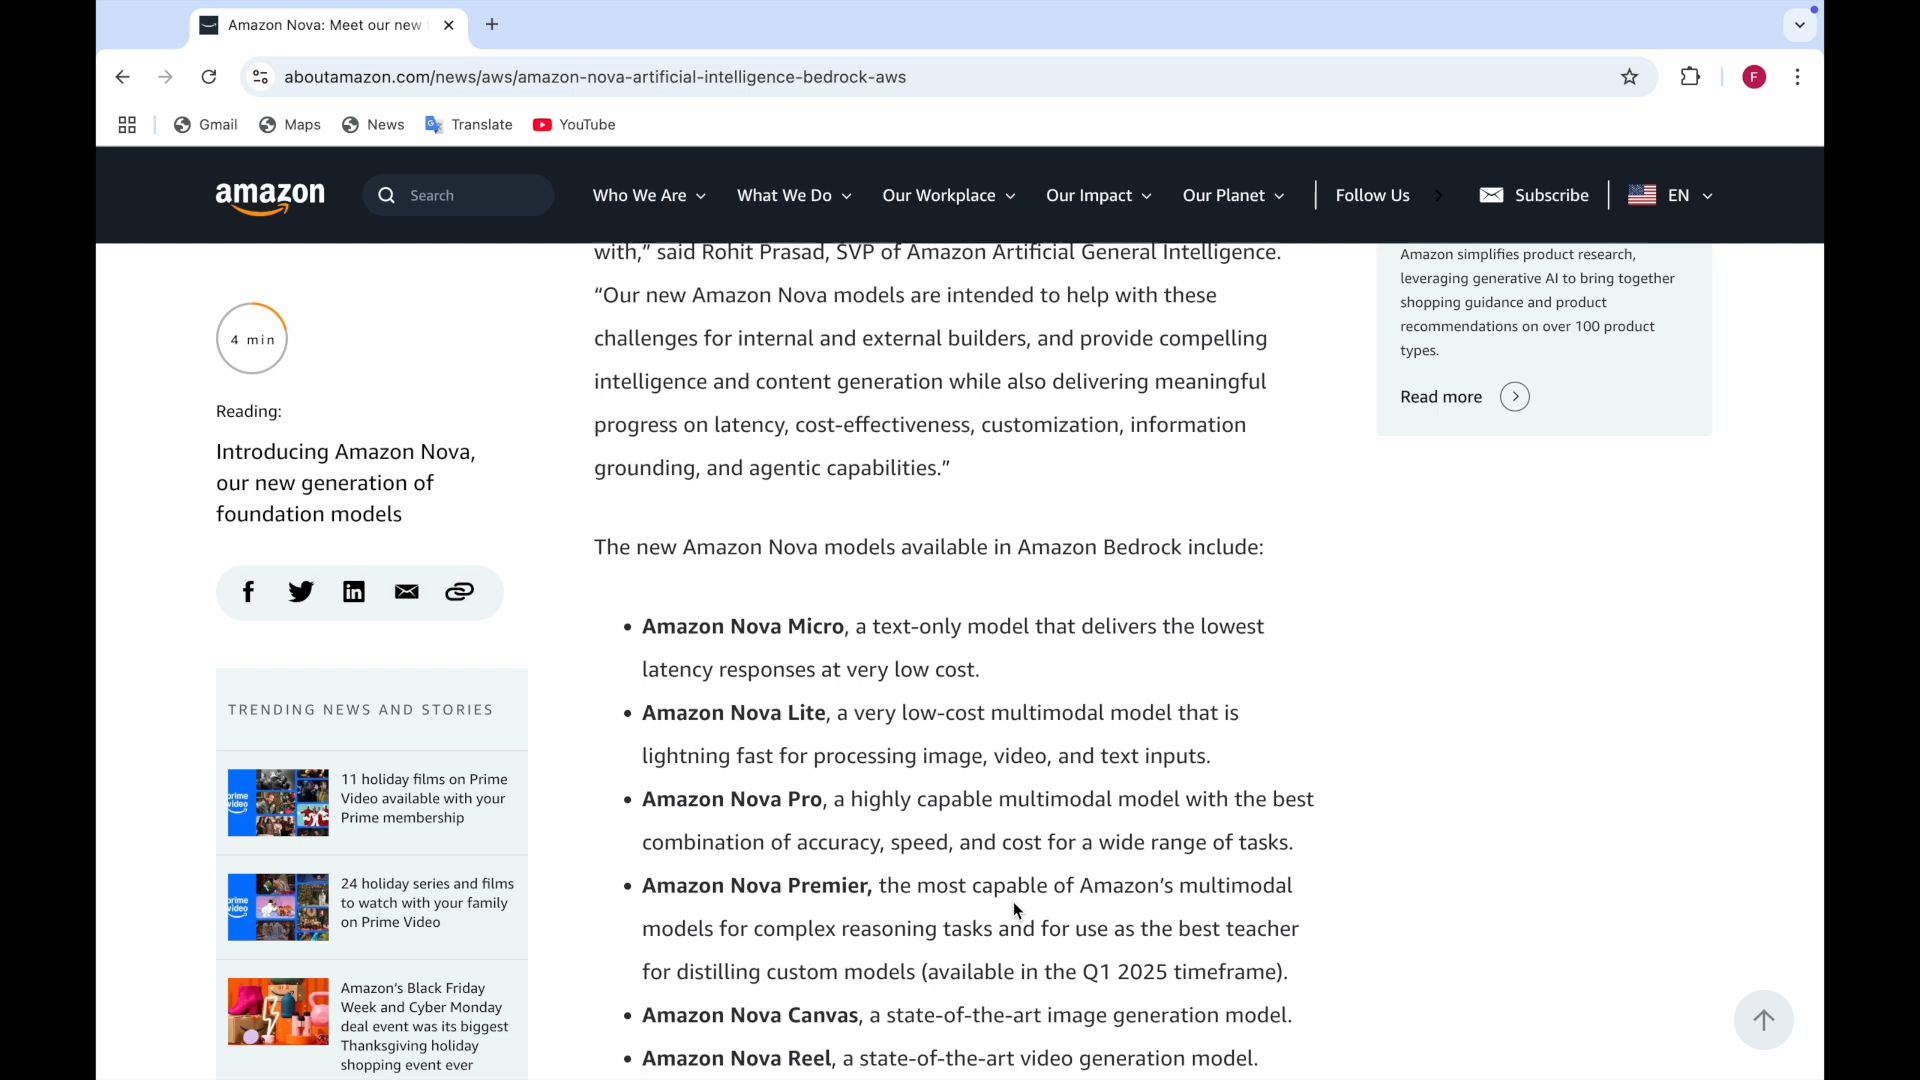 Amazon Nova: Meet our new
aboutamazon.com/news/aws/amazon-nova-artificial-intelligence-bedrock-aws
F
Gmail
Maps
News
Translate
YouTube
amazon
Search
Who We Are
What We Do
Our Workplace
Our Impact
Our Planet
Follow Us
Subscribe
EN
4 min
Reading:
Introducing Amazon Nova,
our new generation of
foundation models
TRENDING NEWS AND STORIES
prime
video
11 holiday films on Prime
Video available with your
Prime membership
prime
video
24 holiday series and films
to watch with your family
on Prime Video
Amazon’s Black Friday
Week and Cyber Monday
deal event was its biggest
Thanksgiving holiday
shopping event ever
with,” said Rohit Prasad, SVP of Amazon Artificial General Intelligence.
“Our new Amazon Nova models are intended to help with these
challenges for internal and external builders, and provide compelling
intelligence and content generation while also delivering meaningful
progress on latency, cost-effectiveness, customization, information
grounding, and agentic capabilities.”
The new Amazon Nova models available in Amazon Bedrock include:
• Amazon Nova Micro, a text-only model that delivers the lowest
latency responses at very low cost.
• Amazon Nova Lite, a very low-cost multimodal model that is
lightning fast for processing image, video, and text inputs.
• Amazon Nova Pro, a highly capable multimodal model with the best
combination of accuracy, speed, and cost for a wide range of tasks.
• Amazon Nova Premier, the most capable of Amazon’s multimodal
models for complex reasoning tasks and for use as the best teacher
for distilling custom models (available in the Q1 2025 timeframe).
• Amazon Nova Canvas, a state-of-the-art image generation model.
• Amazon Nova Reel, a state-of-the-art video generation model.
Amazon simplifies product research,
leveraging generative AI to bring together
shopping guidance and product
recommendations on over 100 product
types.
Read more